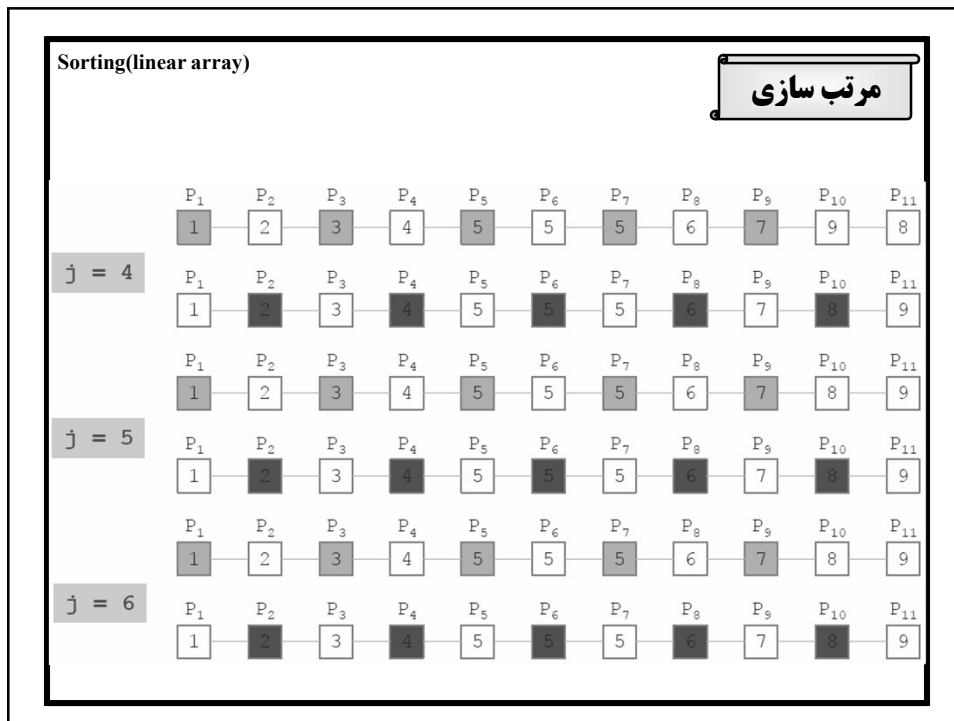 Sorting(linear array)
مرتب سازی
P₁ P₂ P₃ P₄ P₅ P₆ P₇ P₈ P₉ P₁₀ P₁₁
1 2 3 4 5 5 5 6 7 9 8
j = 4
P₁ P₂ P₃ P₄ P₅ P₆ P₇ P₈ P₉ P₁₀ P₁₁
1 2 3 4 5 5 5 6 7 8 9
P₁ P₂ P₃ P₄ P₅ P₆ P₇ P₈ P₉ P₁₀ P₁₁
1 2 3 4 5 5 5 6 7 8 9
j = 5
P₁ P₂ P₃ P₄ P₅ P₆ P₇ P₈ P₉ P₁₀ P₁₁
1 2 3 4 5 5 5 6 7 8 9
P₁ P₂ P₃ P₄ P₅ P₆ P₇ P₈ P₉ P₁₀ P₁₁
1 2 3 4 5 5 5 6 7 8 9
j = 6
P₁ P₂ P₃ P₄ P₅ P₆ P₇ P₈ P₉ P₁₀ P₁₁
1 2 3 4 5 5 5 6 7 8 9